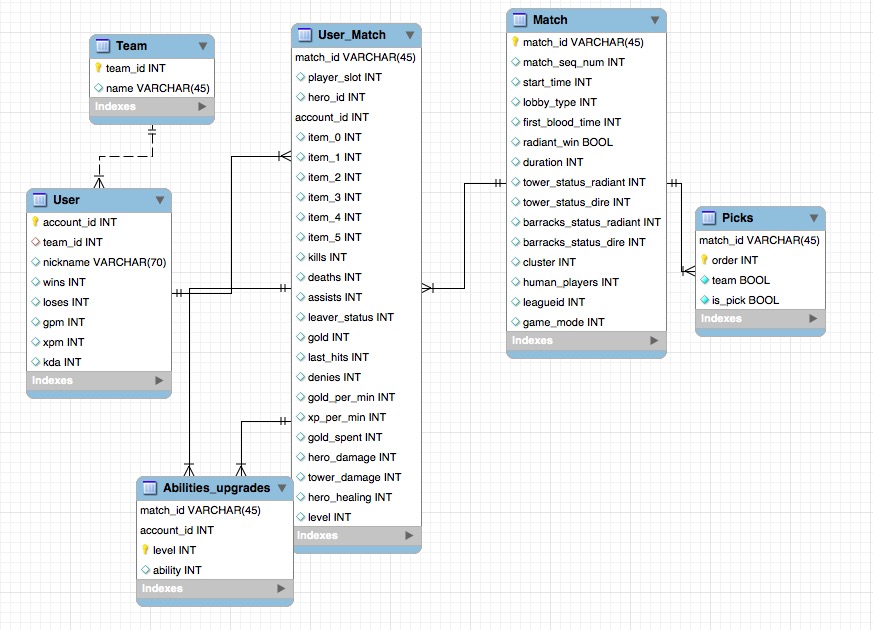 Team
team_id INT
name VARCHAR(45)
Indexes
User
account_id INT
team_id INT
nickname VARCHAR(70)
wins INT
loses INT
gpm INT
xpm INT
kda INT
Indexes
User_Match
match_id VARCHAR(45)
player_slot INT
hero_id INT
account_id INT
item_0 INT
item_1 INT
item_2 INT
item_3 INT
item_4 INT
item_5 INT
kills INT
deaths INT
assists INT
leaver_status INT
gold INT
last_hits INT
denies INT
gold_per_min INT
xp_per_min INT
gold_spent INT
hero_damage INT
tower_damage INT
hero_healing INT
level INT
Indexes
Abilities_upgrades
match_id VARCHAR(45)
account_id INT
level INT
ability INT
Indexes
Match
match_id VARCHAR(45)
match_seq_num INT
start_time INT
lobby_type INT
first_blood_time INT
radiant_win BOOL
duration INT
tower_status_radiant INT
tower_status_dire INT
barracks_status_radiant INT
barracks_status_dire INT
cluster INT
human_players INT
leagueid INT
game_mode INT
Indexes
Picks
match_id VARCHAR(45)
order INT
team BOOL
is_pick BOOL
Indexes